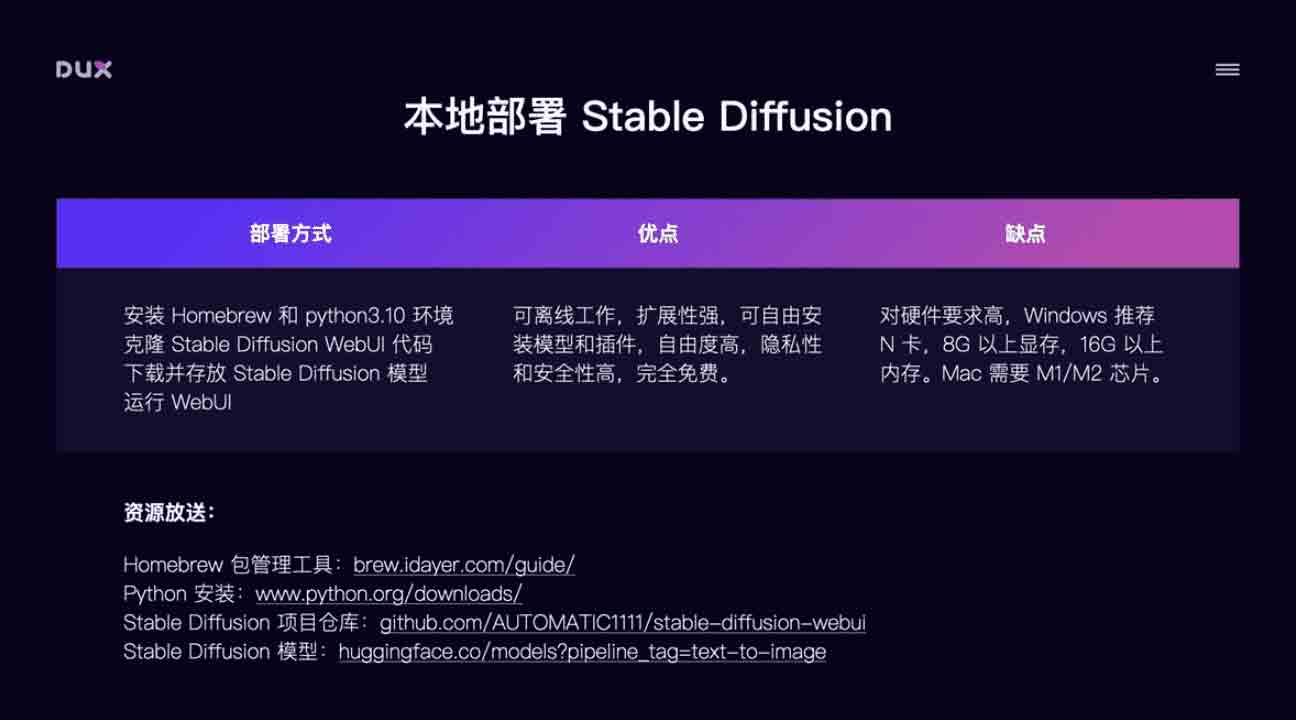 DUX
本地部署 Stable Diffusion
部署方式
优点
缺点
安装 Homebrew 和 python3.10 环境
克隆 Stable Diffusion WebUI 代码
下载并存放 Stable Diffusion 模型
运行 WebUI
可离线工作，扩展性强，可自由安
装模型和插件，自由度高，隐私性
和安全性高，完全免费。
对硬件要求高，Windows 推荐
N 卡，8G 以上显存，16G 以上
内存。Mac 需要 M1/M2 芯片。
资源放送：
Homebrew 包管理工具：brew.idayer.com/guide/
Python 安装：www.python.org/downloads/
Stable Diffusion 项目仓库：github.com/AUTOMATIC1111/stable-diffusion-webui
Stable Diffusion 模型：huggingface.co/models?pipeline_tag=text-to-image